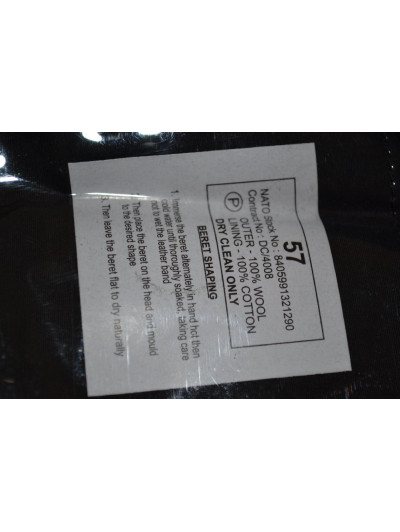 57
NATO Stock No : 8405991321290
Contract No : DC/4008
OUTER - 100% WOOL
LINING - 100% COTTON
P DRY CLEAN ONLY
BERET SHAPING
1. Immerse the beret alternately in hand hot then
cold water until thoroughly soaked, taking care
not to wet the leather band
Then place the beret on the head and mould
to the desired shape
. Then leave the beret flat to dry naturally